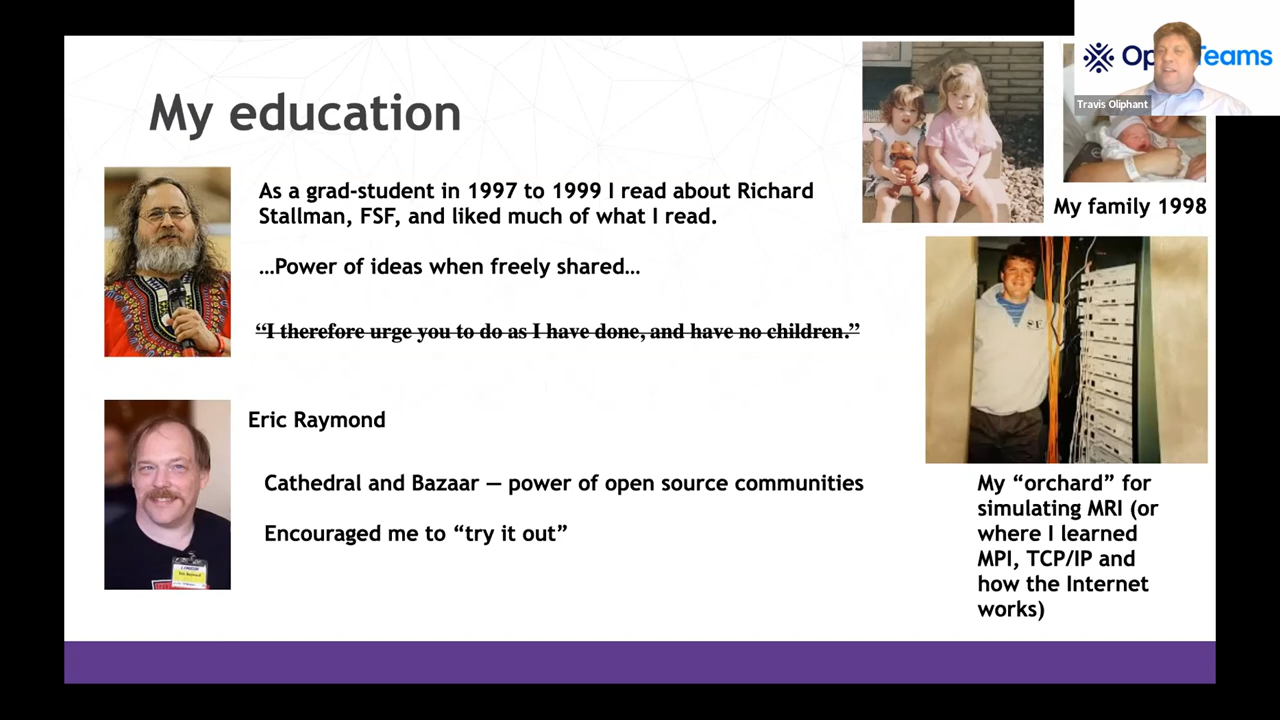 My education
As a grad-student in 1997 to 1999 I read about Richard
Stallman, FSF, and liked much of what I read.
…Power of ideas when freely shared…
“I therefore urge you to do as I have done, and have no children.”
Eric Raymond
Cathedral and Bazaar — power of open source communities
Encouraged me to “try it out”
Op Teams
Travis Oliphant
My family 1998
My “orchard” for
simulating MRI (or
where I learned
MPI, TCP/IP and
how the Internet
works)